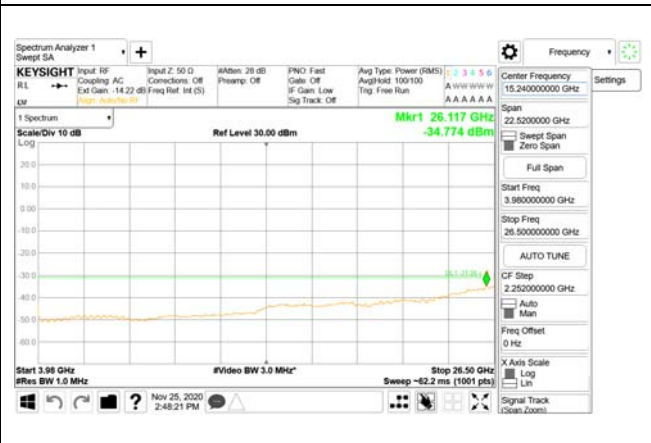 Spectrum Analyzer 1
Swept SA
Frequency
KEYSIGHT Input: RF
RL Coupling: AC
Ext Gain: -14.22 dB
Align: Auto/No RF
Input Z: 50 Ω
Corrections: Off
Freq Ref: Int (S)
#Atten: 28 dB
Preamp: Off
PNO: Fast
Gate: Off
IF Gain: Low
Sig Track: Off
Avg Type: Power (RMS)
Avg|Hold: 100/100
Trig: Free Run
1 2 3 4 5 6
A W W W W W
A A A A A A
Center Frequency
15.240000000 GHz
Settings
1 Spectrum
Scale/Div 10 dB
Ref Level 30.00 dBm
Mkr1 26.117 GHz
-34.774 dBm
Log
20.0
10.0
0.00
-10.0
-20.0
-30.0
-40.0
-50.0
-60.0
Span
22.5200000 GHz
Swept Span
Zero Span
Full Span
Start Freq
3.980000000 GHz
Stop Freq
26.500000000 GHz
AUTO TUNE
CF Step
2.252000000 GHz
Auto
Man
Freq Offset
0 Hz
X Axis Scale
Log
Lin
Signal Track
(Span Zoom)
Start 3.98 GHz
#Res BW 1.0 MHz
#Video BW 3.0 MHz*
Stop 26.50 GHz
Sweep ~62.2 ms (1001 pts)
Nov 25, 2020
2:48:21 PM